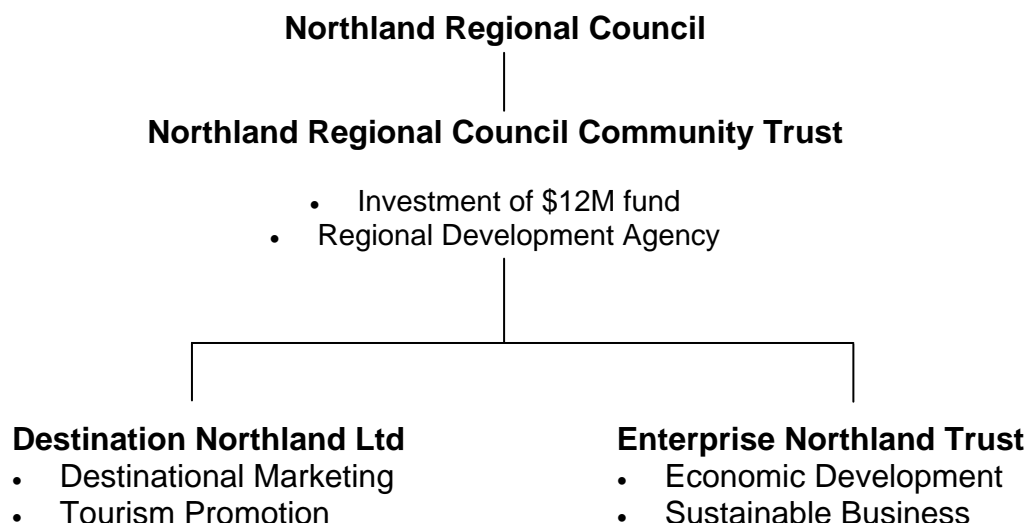 Northland Regional Council
Northland Regional Council Community Trust
• Investment of $12M fund
• Regional Development Agency
Destination Northland Ltd
• Destinational Marketing
• Tourism Promotion
Enterprise Northland Trust
• Economic Development
• Sustainable Business